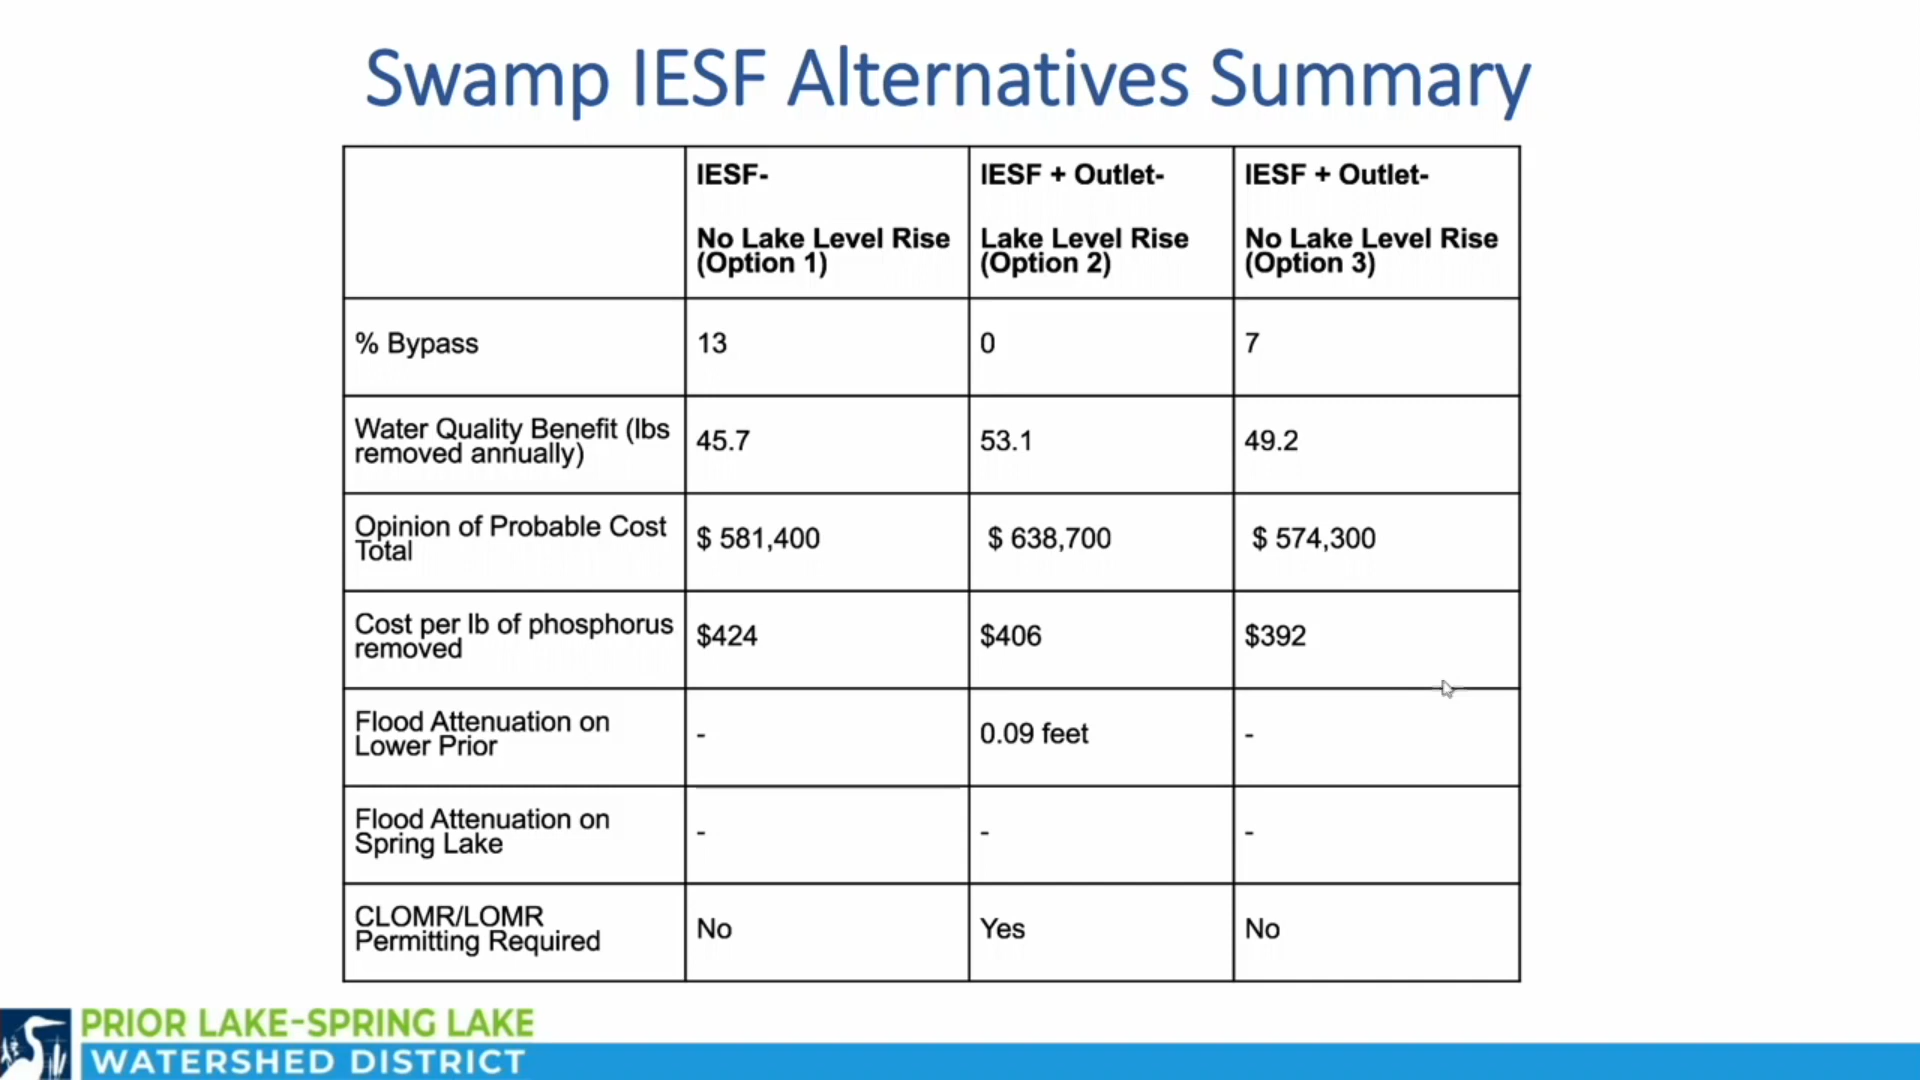 Swamp IESF Alternatives Summary
IESF-
No Lake Level Rise
(Option 1)
IESF + Outlet-
Lake Level Rise
(Option 2)
IESF + Outlet-
No Lake Level Rise
(Option 3)
% Bypass
13
0
7
Water Quality Benefit (lbs
removed annually)
45.7
53.1
49.2
Opinion of Probable Cost
Total
$ 581,400
$ 638,700
$ 574,300
Cost per lb of phosphorus
removed
$424
$406
$392
Flood Attenuation on
Lower Prior
-
0.09 feet
-
Flood Attenuation on
Spring Lake
-
-
-
CLOMR/LOMR
Permitting Required
No
Yes
No
PRIOR LAKE-SPRING LAKE
WATERSHED DISTRICT